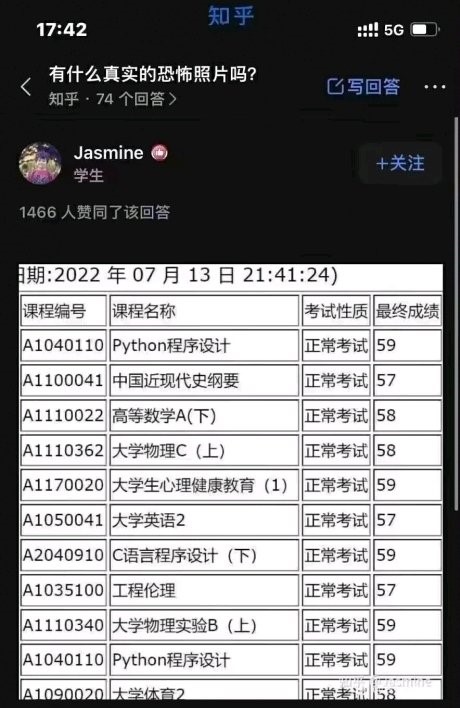 知乎
17:42
5G
有什么真实的恐怖照片吗?
知乎 · 74 个回答 >
写回答
Jasmine
学生
+关注
1466 人赞同了该回答
日期:2022 年 07 月 13 日 21:41:24)
课程编号 课程名称 考试性质 最终成绩
A1040110 Python程序设计 正常考试 59
A1100041 中国近现代史纲要 正常考试 57
A1110022 高等数学A(下) 正常考试 58
A1110362 大学物理C（上） 正常考试 58
A1170020 大学生心理健康教育（1） 正常考试 59
A1050041 大学英语2 正常考试 57
A2040910 C语言程序设计（下） 正常考试 59
A1035100 工程伦理 正常考试 57
A1110340 大学物理实验B（上） 正常考试 59
A1040110 Python程序设计 正常考试 59
A1090020 大学体育2 正常考试 58
知乎 @Jasmine